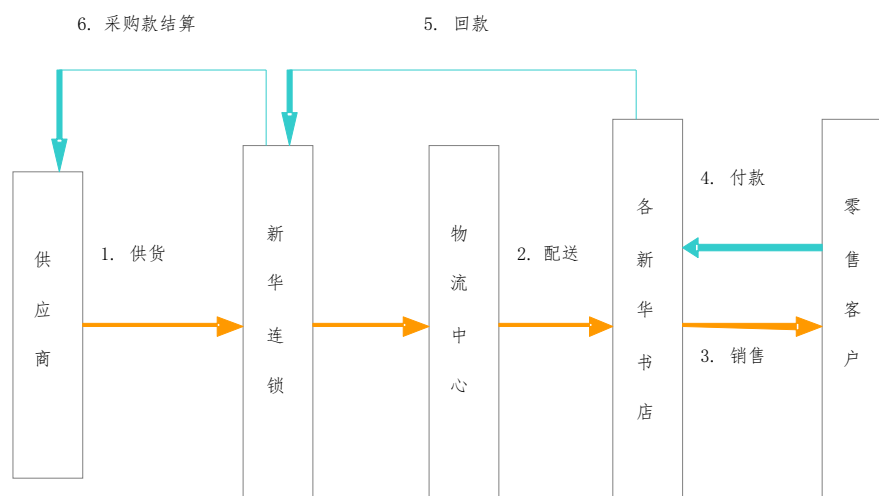 6. 采购款结算
5. 回款
供应商
1. 供货
新华连锁
物流中心
2. 配送
各新华书店
4. 付款
3. 销售
零售客户